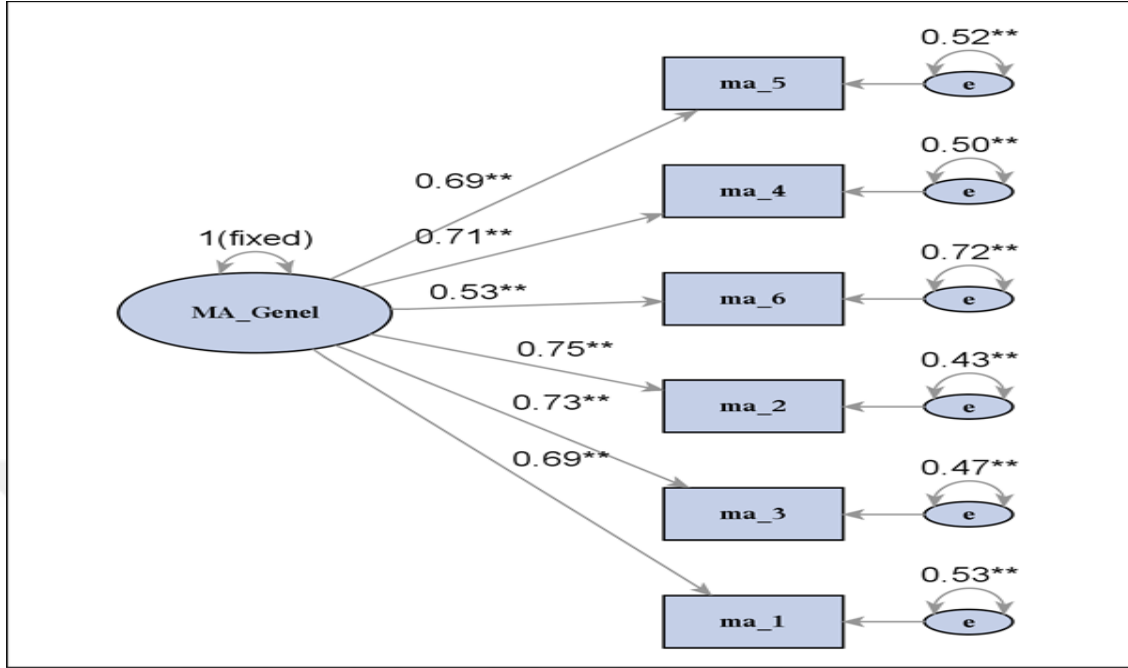 0.52**
ma_5
e
0.50**
0.69**
ma_4
e
1(fixed)
0.71**
0.72**
0.53**
ma_6
e
MA_Genel
0.75**
0.43**
ma_2
e
0.73**
0.69**
0.47**
ma_3
e
0.53**
ma_1
e